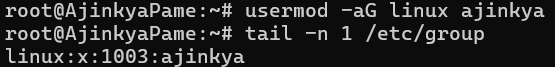 root@AjinkyaPame:~# usermod -aG linux ajinkya
root@AjinkyaPame:~# tail -n 1 /etc/group
linux:x:1003:ajinkya